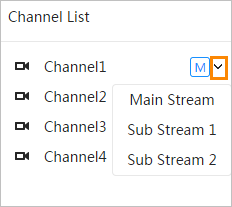 Channel List
Channel1 M
Channel2 Main Stream
Channel3 Sub Stream 1
Channel4 Sub Stream 2